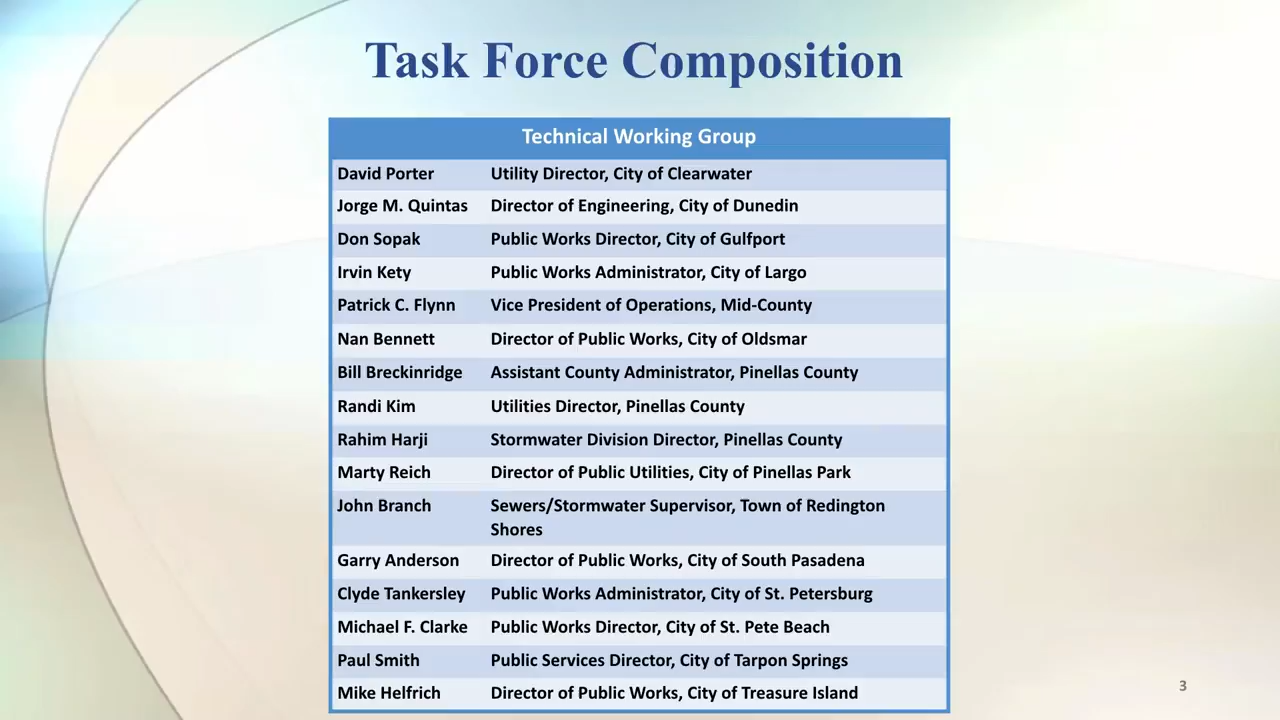 Task Force Composition
Technical Working Group
David Porter Utility Director, City of Clearwater
Jorge M. Quintas Director of Engineering, City of Dunedin
Don Sopak Public Works Director, City of Gulfport
Irvin Kety Public Works Administrator, City of Largo
Patrick C. Flynn Vice President of Operations, Mid-County
Nan Bennett Director of Public Works, City of Oldsmar
Bill Breckinridge Assistant County Administrator, Pinellas County
Randi Kim Utilities Director, Pinellas County
Rahim Harji Stormwater Division Director, Pinellas County
Marty Reich Director of Public Utilities, City of Pinellas Park
John Branch Sewers/Stormwater Supervisor, Town of Redington
Shores
Garry Anderson Director of Public Works, City of South Pasadena
Clyde Tankersley Public Works Administrator, City of St. Petersburg
Michael F. Clarke Public Works Director, City of St. Pete Beach
Paul Smith Public Services Director, City of Tarpon Springs
Mike Helfrich Director of Public Works, City of Treasure Island
3